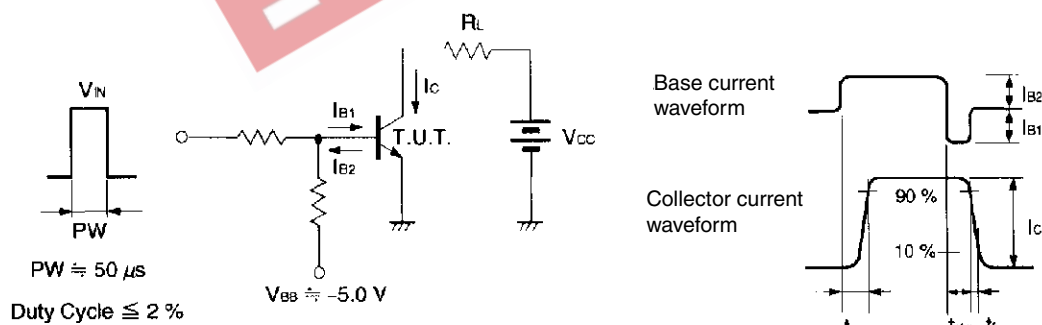 VIN
PW
PW ≒ 50 μs
Duty Cycle ≦ 2 %
IB1
IB2
IC
T.U.T.
VBB ≒ −5.0 V
RL
VCC
Base current
waveform
IB2
IB1
Collector current
waveform
90 %
10 %
IC